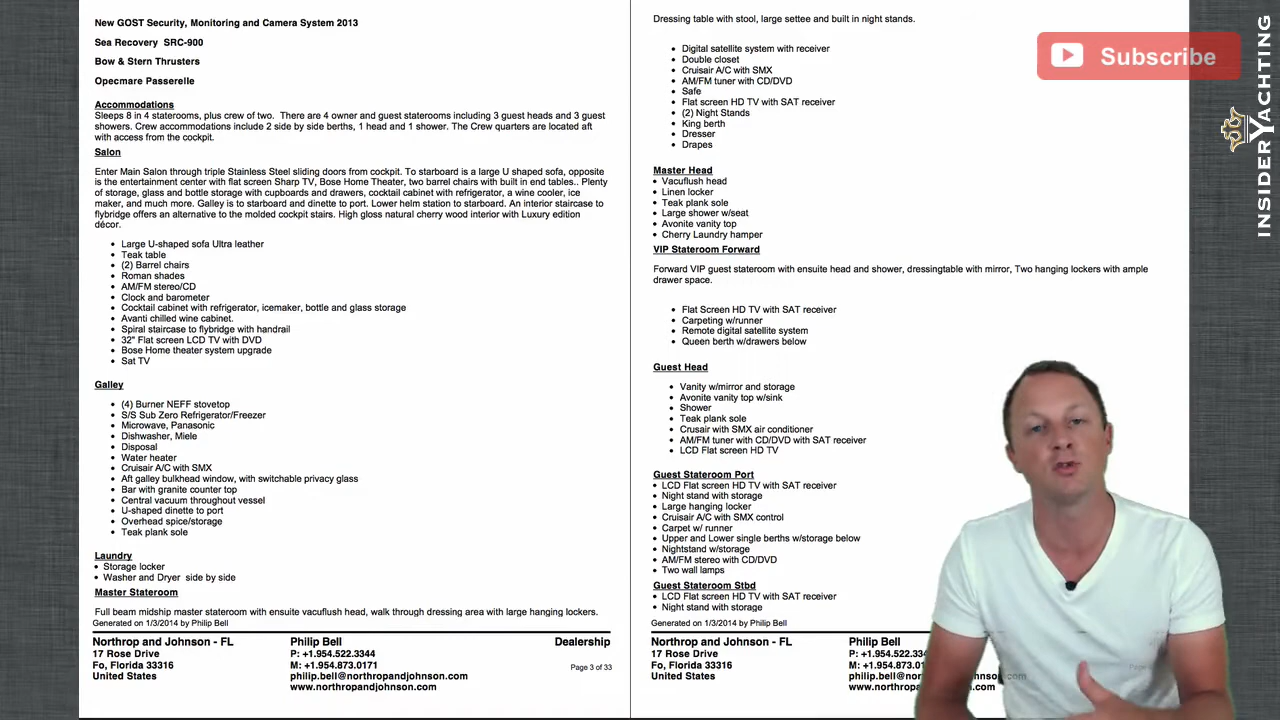 New GOST Security, Monitoring and Camera System 2013
Sea Recovery SRC-900
Bow & Stern Thrusters
Opecmare Passerelle
Accommodations
Sleeps 8 in 4 staterooms, plus crew of two. There are 4 owner and guest staterooms including 3 guest heads and 3 guest
showers. Crew accommodations include 2 side by side berths, 1 head and 1 shower. The Crew quarters are located aft
with access from the cockpit.
Salon
Enter Main Salon through triple Stainless Steel sliding doors from cockpit. To starboard is a large U shaped sofa, opposite
is the entertainment center with flat screen Sharp TV, Bose Home Theater, two barrel chairs with built in end tables.. Plenty
of storage, glass and bottle storage with cupboards and drawers, cocktail cabinet with refrigerator, a wine cooler, ice
maker, and much more. Galley is to starboard and dinette to port. Lower helm station to starboard. An interior staircase to
flybridge offers an alternative to the molded cockpit stairs. High gloss natural cherry wood interior with Luxury edition
décor.
• Large U-shaped sofa Ultra leather
• Teak table
• (2) Barrel chairs
• Roman shades
• AM/FM stereo/CD
• Clock and barometer
• Cocktail cabinet with refrigerator, icemaker, bottle and glass storage
• Avanti chilled wine cabinet.
• Spiral staircase to flybridge with handrail
• 32" Flat screen LCD TV with DVD
• Bose Home theater system upgrade
• Sat TV
Galley
• (4) Burner NEFF stovetop
• S/S Sub Zero Refrigerator/Freezer
• Microwave, Panasonic
• Dishwasher, Miele
• Disposal
• Water heater
• Cruisair A/C with SMX
• Aft galley bulkhead window, with switchable privacy glass
• Bar with granite counter top
• Central vacuum throughout vessel
• U-shaped dinette to port
• Overhead spice/storage
• Teak plank sole
Laundry
• Storage locker
• Washer and Dryer side by side
Master Stateroom
Full beam midship master stateroom with ensuite vacuflush head, walk through dressing area with large hanging lockers.
Generated on 1/3/2014 by Philip Bell
Northrop and Johnson - FL
17 Rose Drive
Fo, Florida 33316
United States
Philip Bell
P: +1.954.522.3344
M: +1.954.873.0171
philip.bell@northropandjohnson.com
www.northropandjohnson.com
Dealership
Page 3 of 33
Dressing table with stool, large settee and built in night stands.
• Digital satellite system with receiver
• Double closet
• Cruisair A/C with SMX
• AM/FM tuner with CD/DVD
• Safe
• Flat screen HD TV with SAT receiver
• (2) Night Stands
• King berth
• Dresser
• Drapes
Master Head
• Vacuflush head
• Linen locker
• Teak plank sole
• Large shower w/seat
• Avonite vanity top
• Cherry Laundry hamper
VIP Stateroom Forward
Forward VIP guest stateroom with ensuite head and shower, dressingtable with mirror, Two hanging lockers with ample
drawer space.
• Flat Screen HD TV with SAT receiver
• Carpeting w/runner
• Remote digital satellite system
• Queen berth w/drawers below
Guest Head
• Vanity w/mirror and storage
• Avonite vanity top w/sink
• Shower
• Teak plank sole
• Crusair with SMX air conditioner
• AM/FM tuner with CD/DVD with SAT receiver
• LCD Flat screen HD TV
Guest Stateroom Port
• LCD Flat screen HD TV with SAT receiver
• Night stand with storage
• Large hanging locker
• Cruisair A/C with SMX control
• Carpet w/ runner
• Upper and Lower single berths w/storage below
• Nightstand w/storage
• AM/FM stereo with CD/DVD
• Two wall lamps
Guest Stateroom Stbd
• LCD Flat screen HD TV with SAT receiver
• Night stand with storage
Generated on 1/3/2014 by Philip Bell
Northrop and Johnson - FL
17 Rose Drive
Fo, Florida 33316
United States
Philip Bell
P: +1.954.522.334
M: +1.954.873.01
Subscribe
INSIDER YACHTING